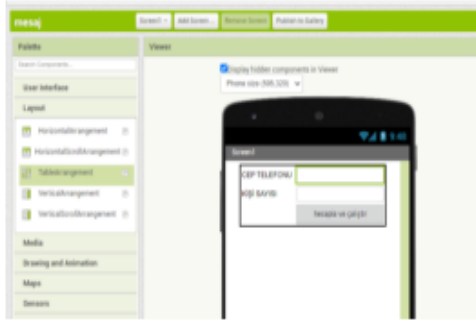 mesaj
Screen1 Add Screen ... Remove Screen Publish to Gallery
Palette
Viewer
Search Components...
Display hidden components in Viewer
Phone size (505,320)
User Interface
Layout
HorizontalArrangement
HorizontalScrollArrangement
TableArrangement
VerticalArrangement
VerticalScrollArrangement
Media
Drawing and Animation
Maps
Sensors
9:48
Screen1
CEP TELEFONU
KİŞİ SAYISI
hesapla ve çalıştır